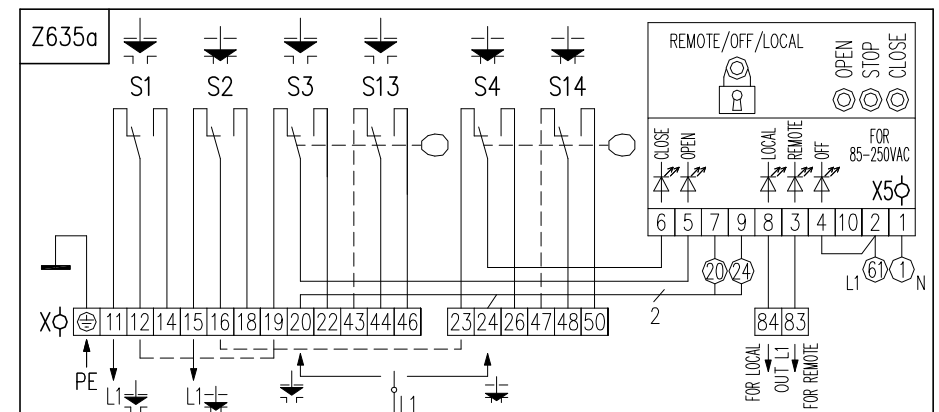 Z635a
S1 S2 S3 S13 S4 S14
REMOTE/OFF/LOCAL
OPEN
STOP
CLOSE
CLOSE
OPEN
LOCAL
REMOTE
OFF
FOR
85-250VAC
X5
6 5 7 9 8 3 4 10 2 1
20 24 L1 61 1 N
2
X 11 12 14 15 16 18 19 20 22 43 44 46 23 24 26 47 48 50 84 83
PE L1 L1 L1
FOR LOCAL
OUT L1
FOR REMOTE